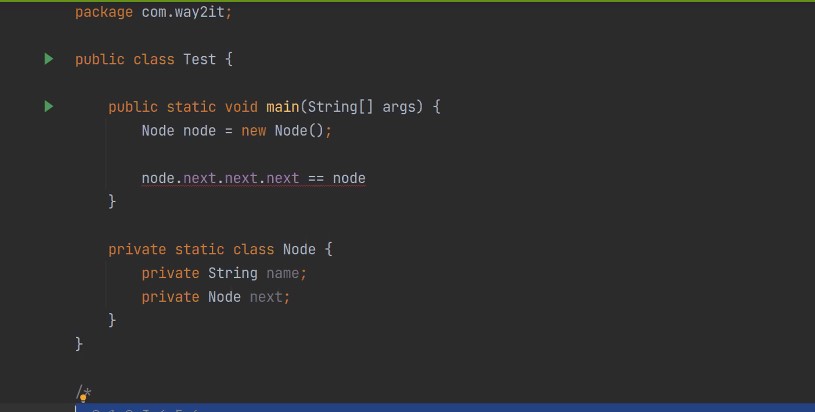 package com.way2it;
public class Test {
public static void main(String[] args) {
Node node = new Node();
node.next.next.next == node
}
private static class Node {
private String name;
private Node next;
}
}
/*